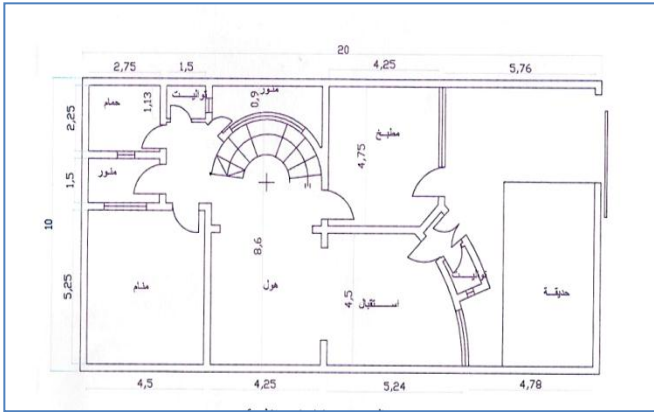 20
2,75 1,5 4,25 5,76
حمام
1,13
تواليت
منور
0,9
مطبخ
2,25
4,75
1,5
منور
10
5,25
منام
8,6
هول
4,5
استقبال
تواليت
حديقة
4,5 4,25 5,24 4,78